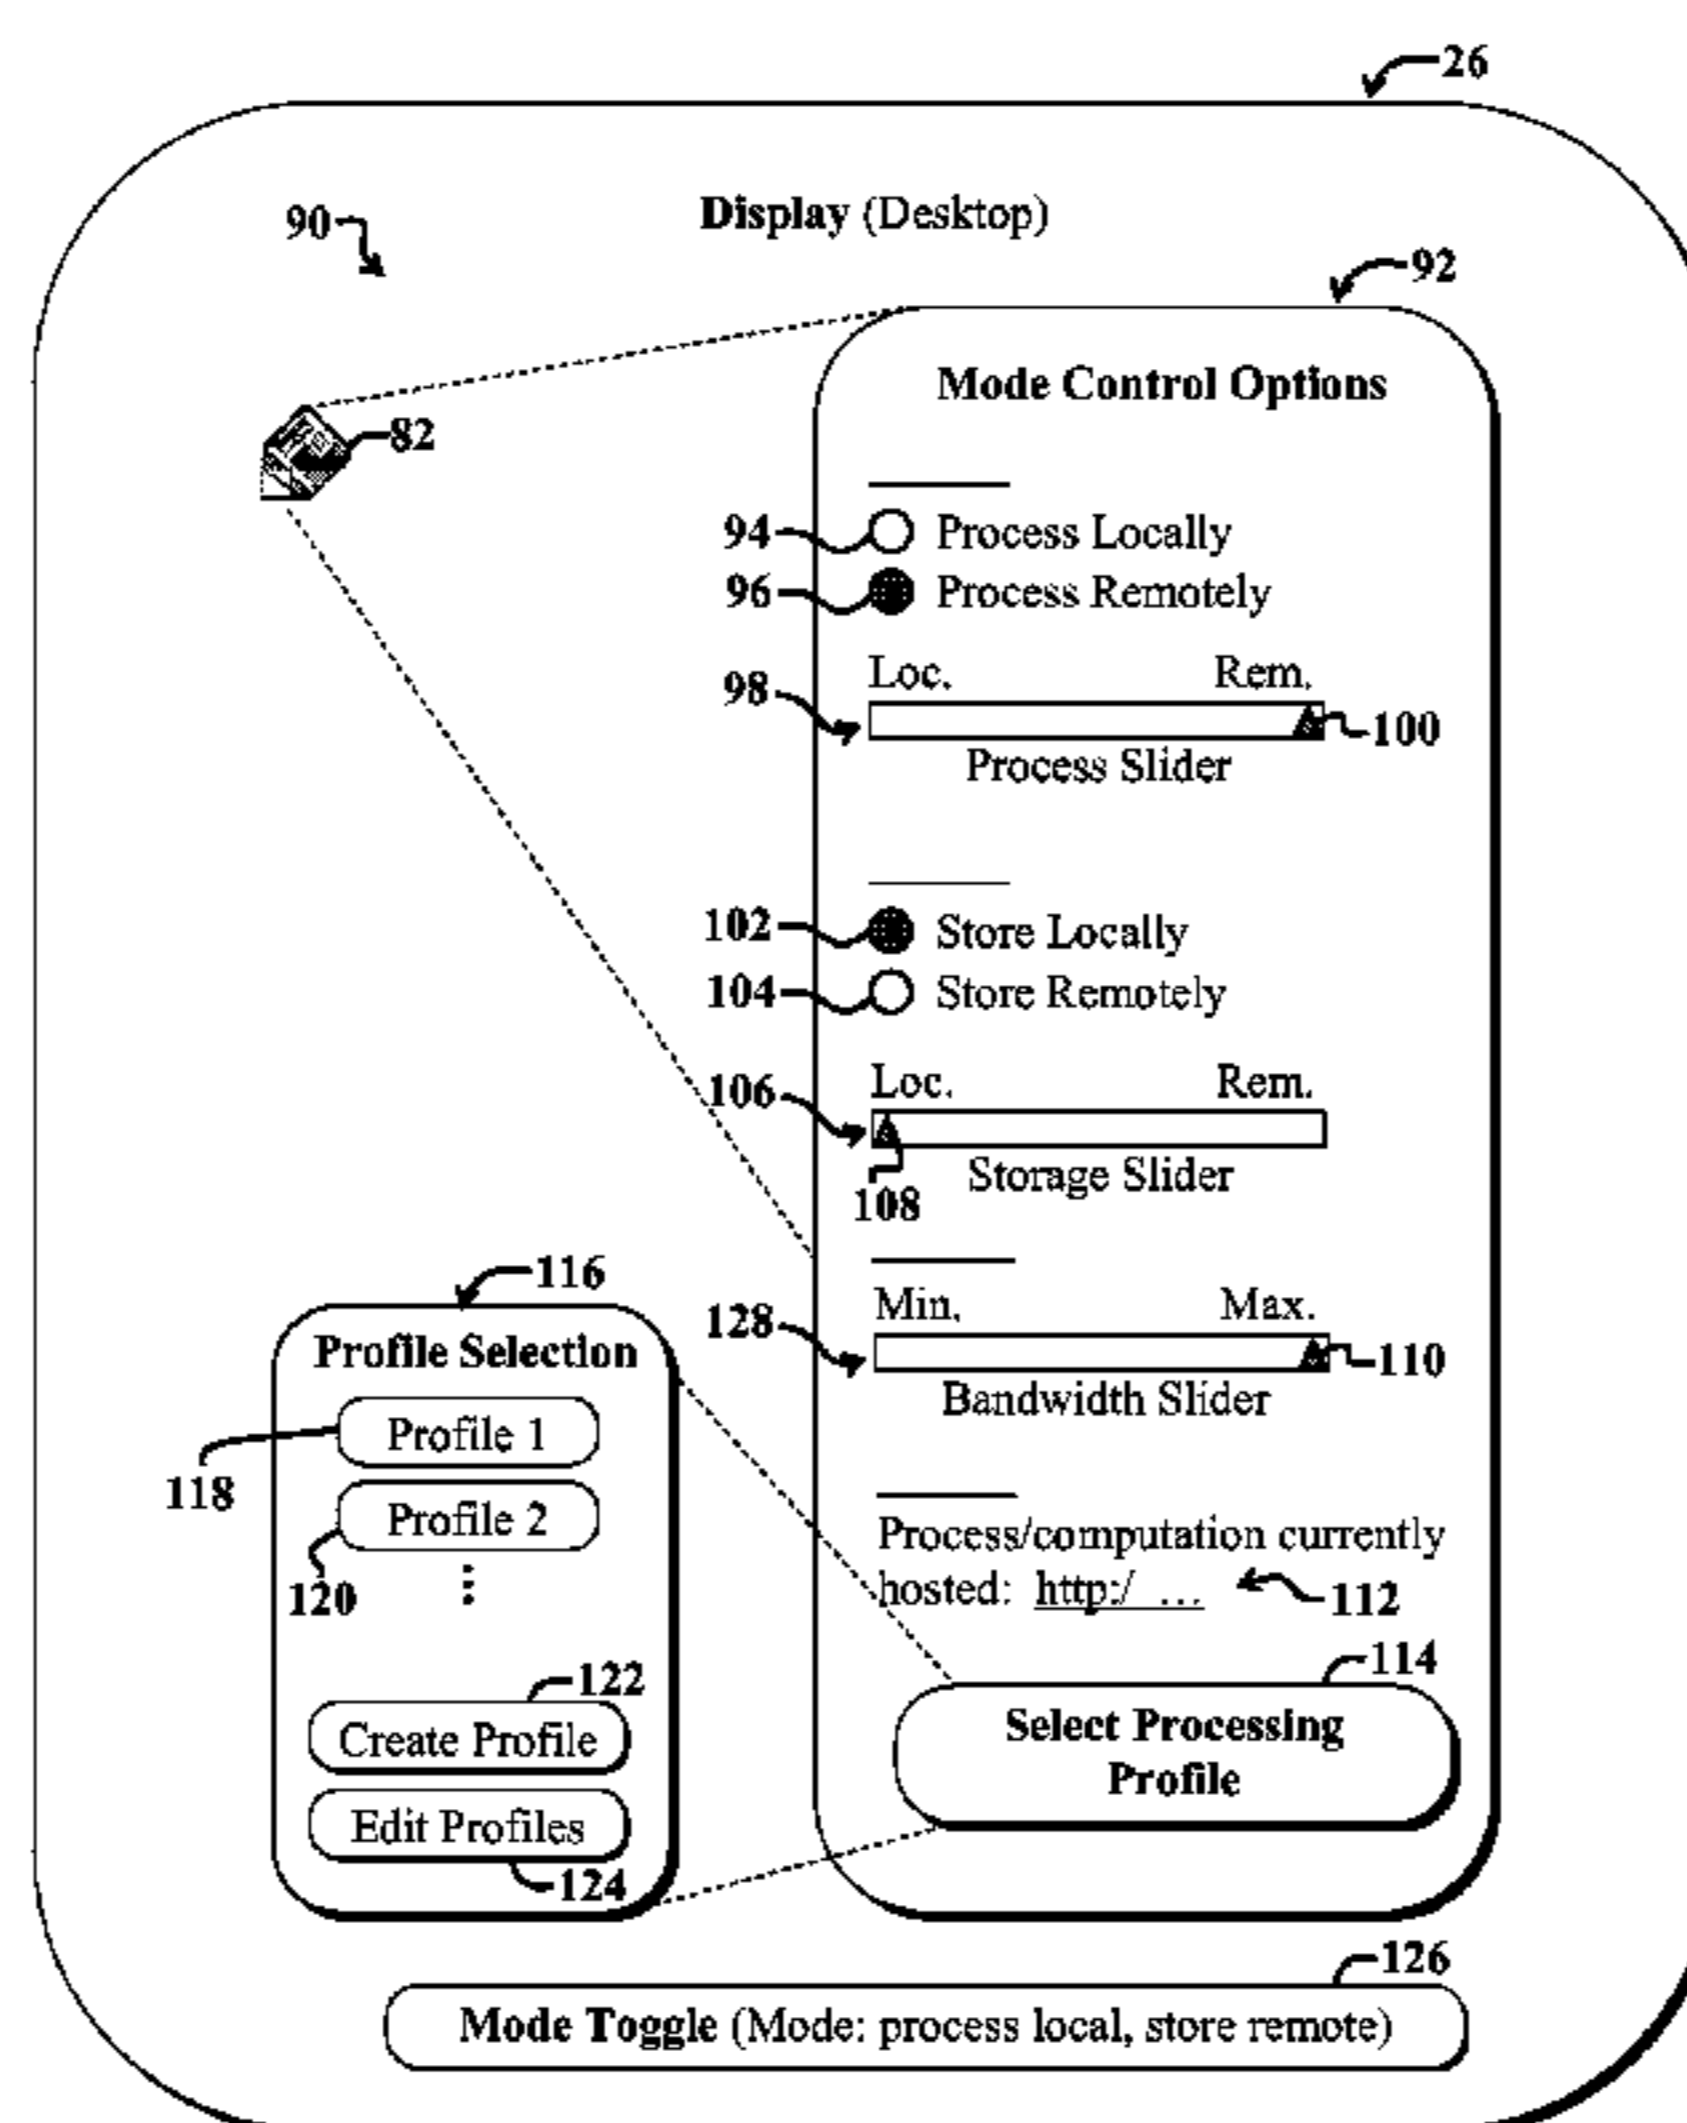 26
Display (Desktop)
90
92
Mode Control Options
82
94 Process Locally
96 Process Remotely
Loc. Rem.
98
100
Process Slider
102 Store Locally
104 Store Remotely
Loc. Rem.
106
Storage Slider
108
116
Min. Max.
128
110
Bandwidth Slider
Profile Selection
Profile 1
118
Profile 2
120
⋮
Process/computation currently
hosted: http:/ ...
112
114
Select Processing
Profile
122
Create Profile
Edit Profiles
124
126
Mode Toggle (Mode: process local, store remote)